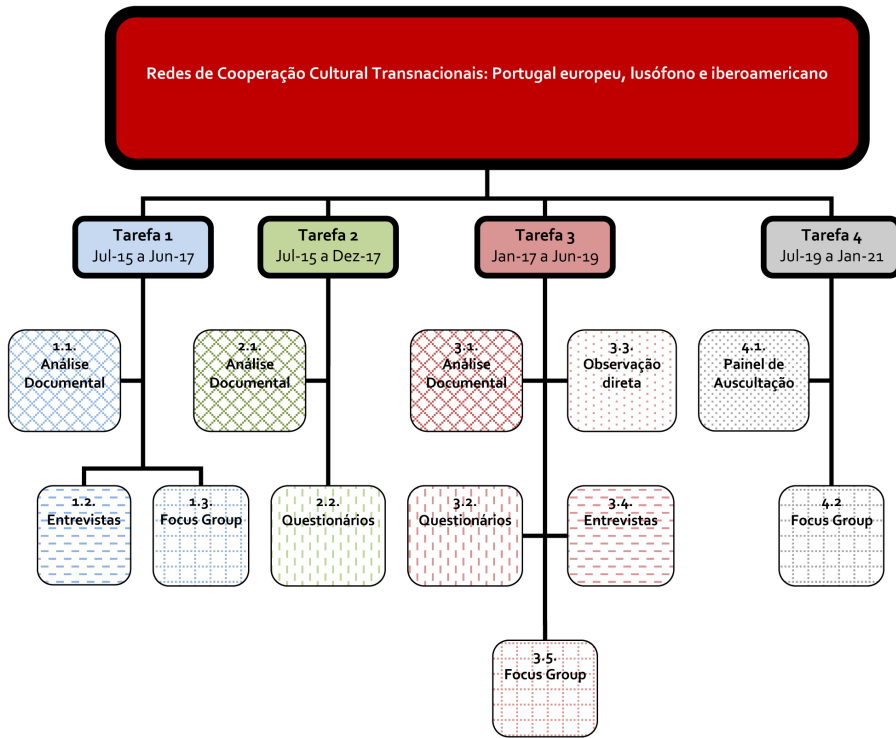 Redes de Cooperação Cultural Transnacionais: Portugal europeu, lusófono e iberoamericano
Tarefa 1
Jul-15 a Jun-17
Tarefa 2
Jul-15 a Dez-17
Tarefa 3
Jan-17 a Jun-19
Tarefa 4
Jul-19 a Jan-21
1.1.
Análise
Documental
2.1.
Análise
Documental
3.1.
Análise
Documental
3.3.
Observação
direta
4.1.
Painel de
Auscultação
1.2.
Entrevistas
1.3.
Focus Group
2.2.
Questionários
3.2.
Questionários
3.4.
Entrevistas
4.2
Focus Group
3.5.
Focus Group